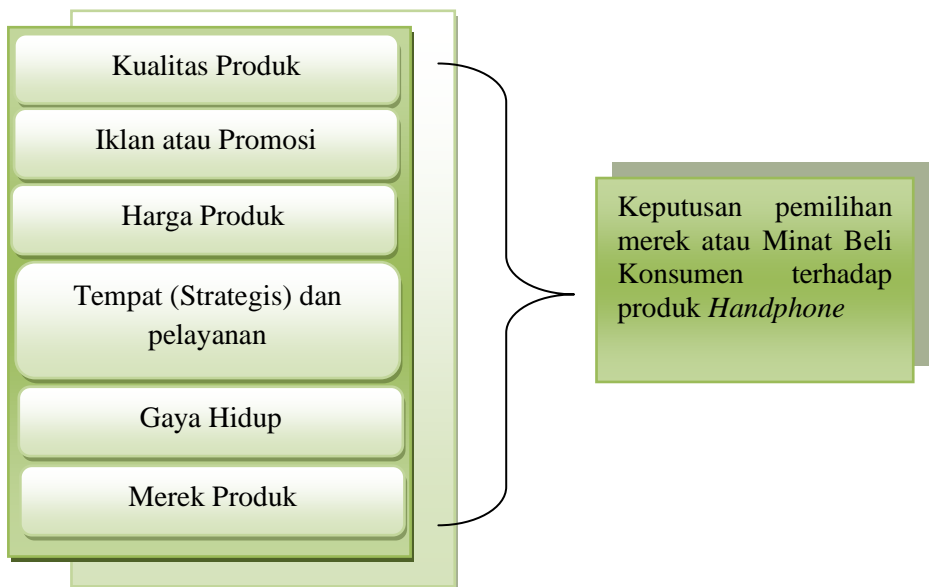 Kualitas Produk
Iklan atau Promosi
Harga Produk
Tempat (Strategis) dan
pelayanan
Gaya Hidup
Merek Produk
Keputusan pemilihan
merek atau Minat Beli
Konsumen terhadap
produk Handphone